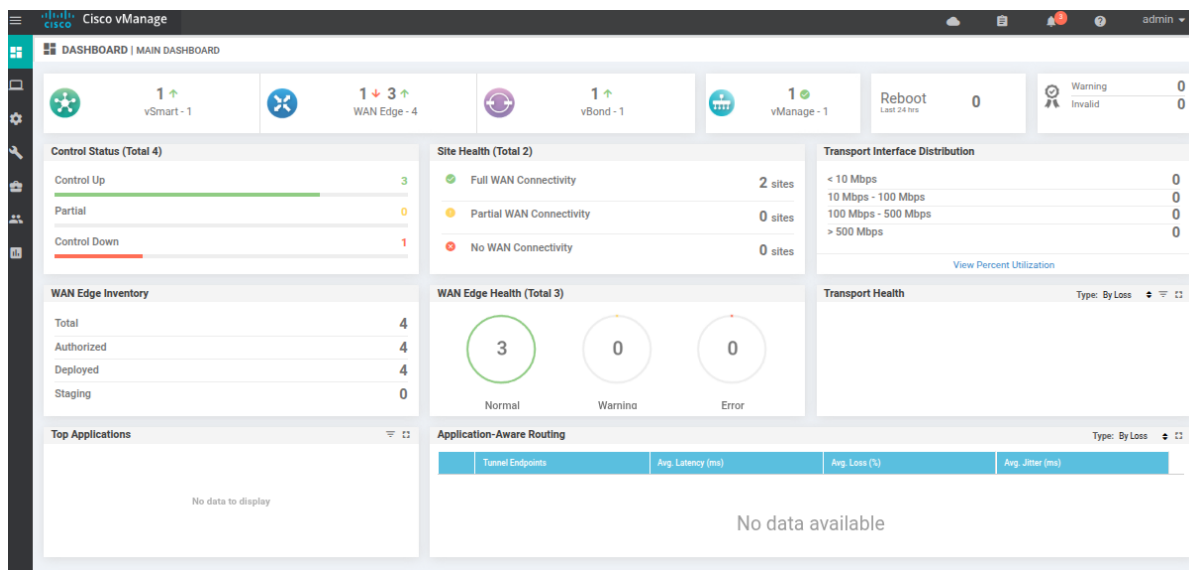 CISCO Cisco vManage 3 admin
DASHBOARD | MAIN DASHBOARD
1 1 3 1 1 Reboot 0 Warning 0
vSmart - 1 WAN Edge - 4 vBond - 1 vManage - 1 Last 24 hrs Invalid 0
Control Status (Total 4)
Control Up 3
Partial 0
Control Down 1
Site Health (Total 2)
Full WAN Connectivity 2 sites
Partial WAN Connectivity 0 sites
No WAN Connectivity 0 sites
Transport Interface Distribution
< 10 Mbps 0
10 Mbps - 100 Mbps 0
100 Mbps - 500 Mbps 0
> 500 Mbps 0
View Percent Utilization
WAN Edge Inventory
Total 4
Authorized 4
Deployed 4
Staging 0
WAN Edge Health (Total 3)
3 0 0
Normal Warning Error
Transport Health Type: By Loss
Top Applications
No data to display
Application-Aware Routing Type: By Loss
Tunnel Endpoints Avg. Latency (ms) Avg. Loss (%) Avg. Jitter (ms)
No data available